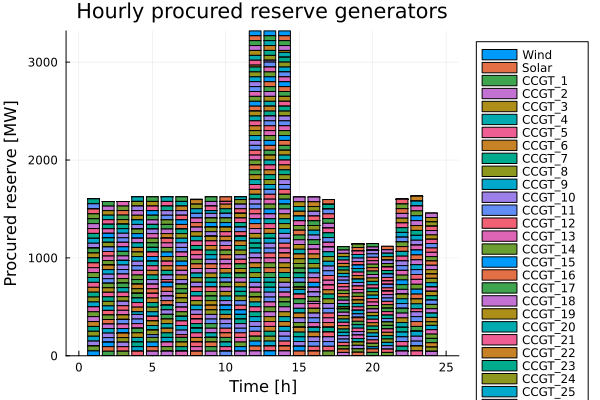 Hourly procured reserve generators
Procured reserve [MW]
3000
2000
1000
0
0 5 10 15 20 25
Time [h]
Wind
Solar
CCGT_1
CCGT_2
CCGT_3
CCGT_4
CCGT_5
CCGT_6
CCGT_7
CCGT_8
CCGT_9
CCGT_10
CCGT_11
CCGT_12
CCGT_13
CCGT_14
CCGT_15
CCGT_16
CCGT_17
CCGT_18
CCGT_19
CCGT_20
CCGT_21
CCGT_22
CCGT_23
CCGT_24
CCGT_25